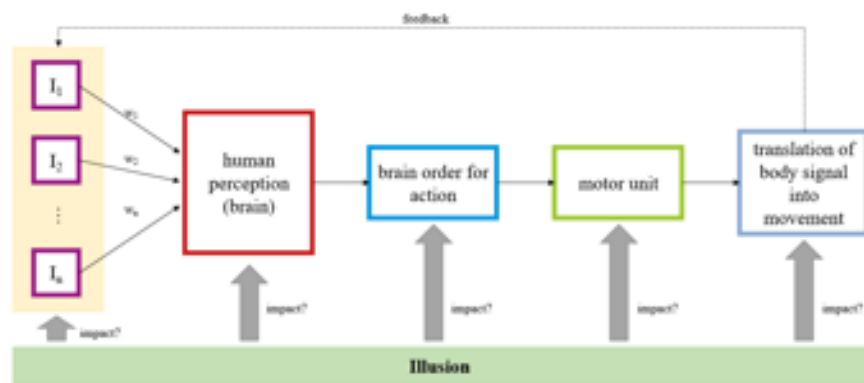 feedback
I₁
w₁
I₂
w₂
⋮
wₙ
Iₙ
human
perception
(brain)
brain order for
action
motor unit
translation of
body signal
into
movement
impact?
impact?
impact?
impact?
impact?
Illusion